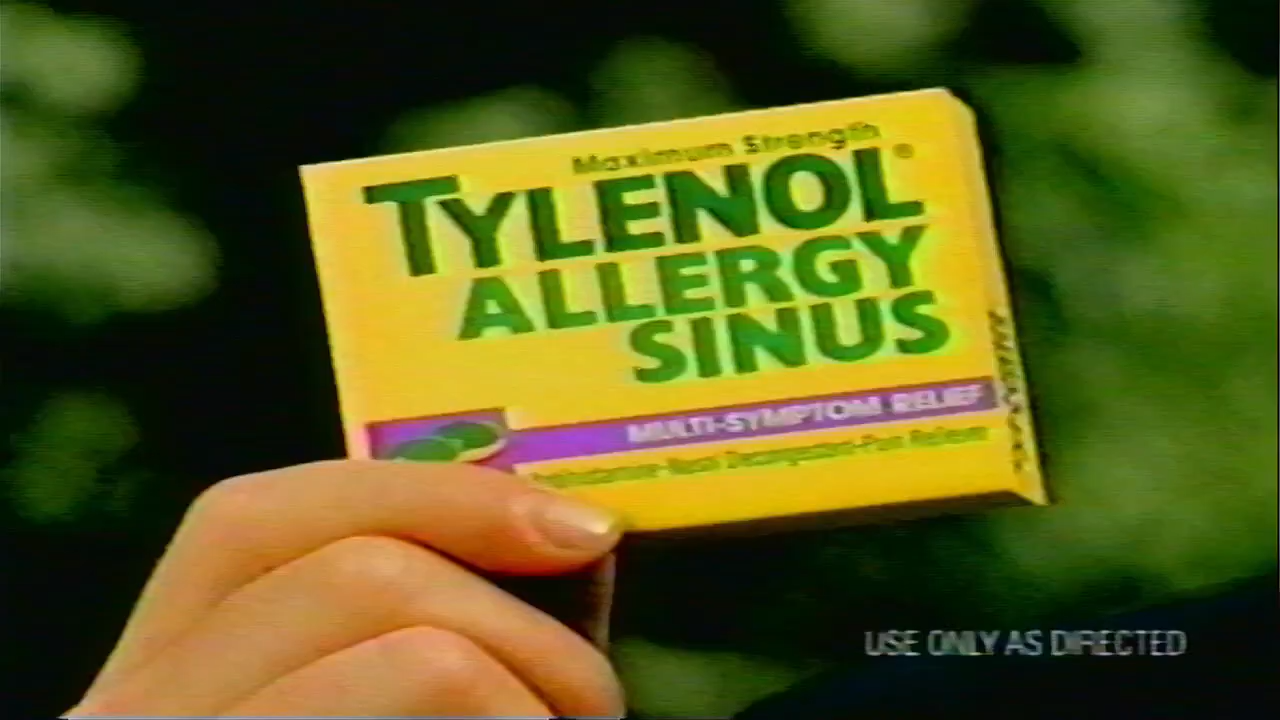 Maximum Strength
TYLENOL®
ALLERGY
SINUS
MULTI-SYMPTOM RELIEF
USE ONLY AS DIRECTED